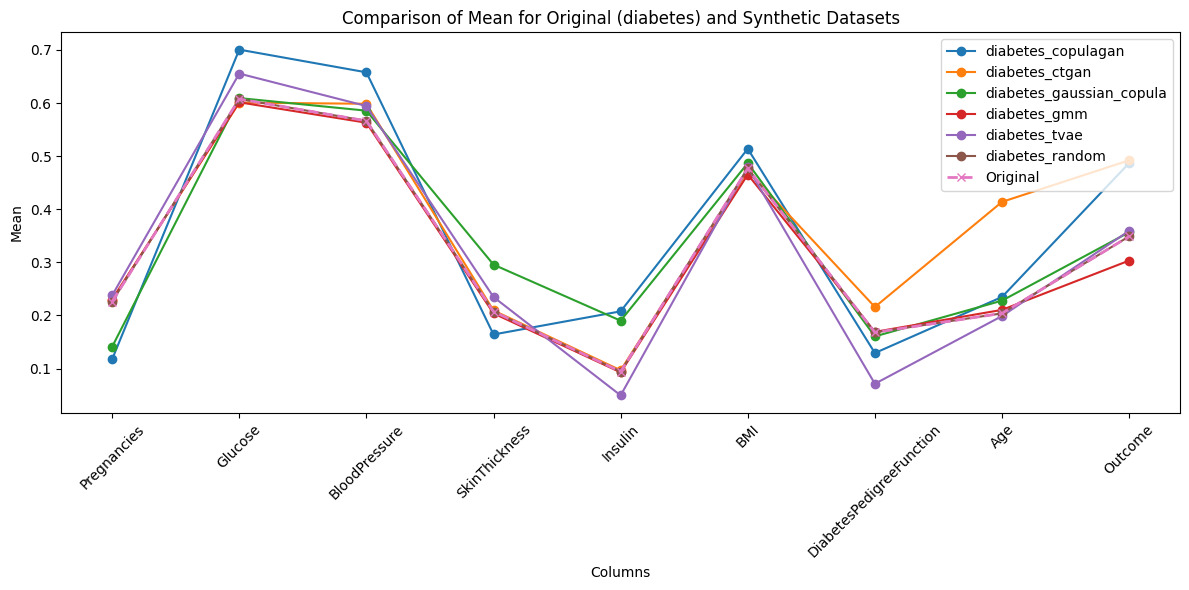 Comparison of Mean for Original (diabetes) and Synthetic Datasets
diabetes_copulagan
diabetes_ctgan
diabetes_gaussian_copula
diabetes_gmm
diabetes_tvae
diabetes_random
Original
Mean
0.7
0.6
0.5
0.4
0.3
0.2
0.1
Pregnancies
Glucose
BloodPressure
SkinThickness
Insulin
BMI
DiabetesPedigreeFunction
Age
Outcome
Columns